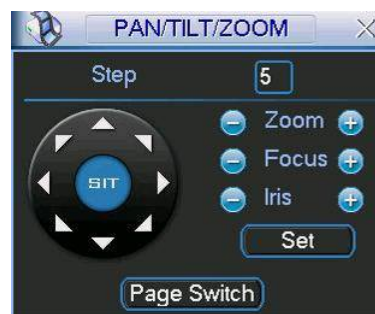 PAN/TILT/ZOOM
Step 5
Zoom
Focus
SIT
Iris
Set
Page Switch